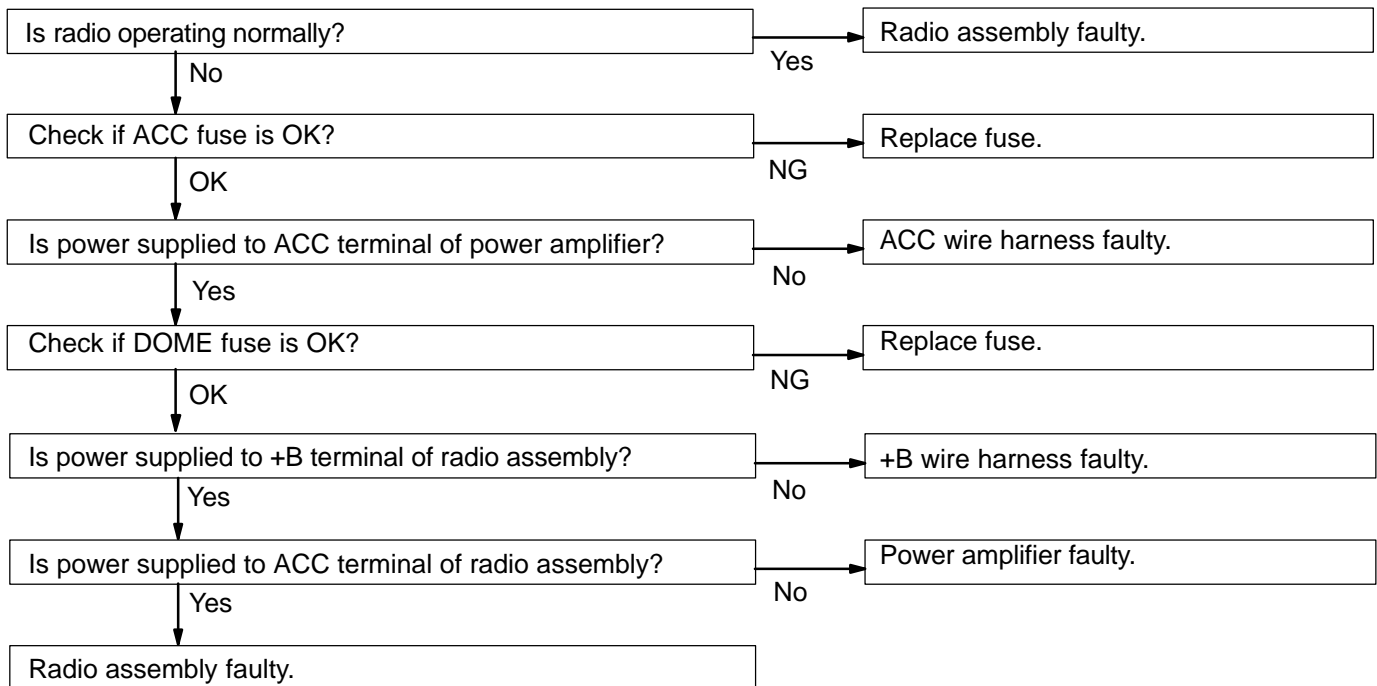 Is radio operating normally?
Yes
Radio assembly faulty.
No
Check if ACC fuse is OK?
NG
Replace fuse.
OK
Is power supplied to ACC terminal of power amplifier?
No
ACC wire harness faulty.
Yes
Check if DOME fuse is OK?
NG
Replace fuse.
OK
Is power supplied to +B terminal of radio assembly?
No
+B wire harness faulty.
Yes
Is power supplied to ACC terminal of radio assembly?
No
Power amplifier faulty.
Yes
Radio assembly faulty.